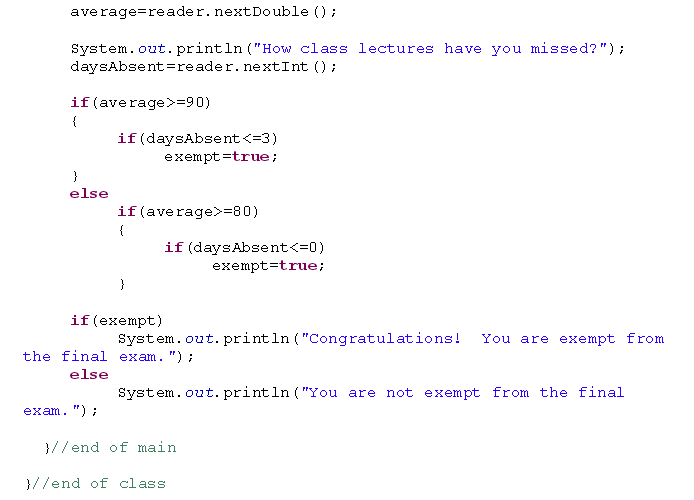 average=reader.nextDouble();
System.out.println("How class lectures have you missed?");
daysAbsent=reader.nextInt();
if(average>=90)
{
if(daysAbsent<=3)
exempt=true;
}
else
if(average>=80)
{
if(daysAbsent<=0)
exempt=true;
}
if(exempt)
System.out.println("Congratulations!  You are exempt from
the final exam.");
else
System.out.println("You are not exempt from the final
exam.");
}//end of main
}//end of class